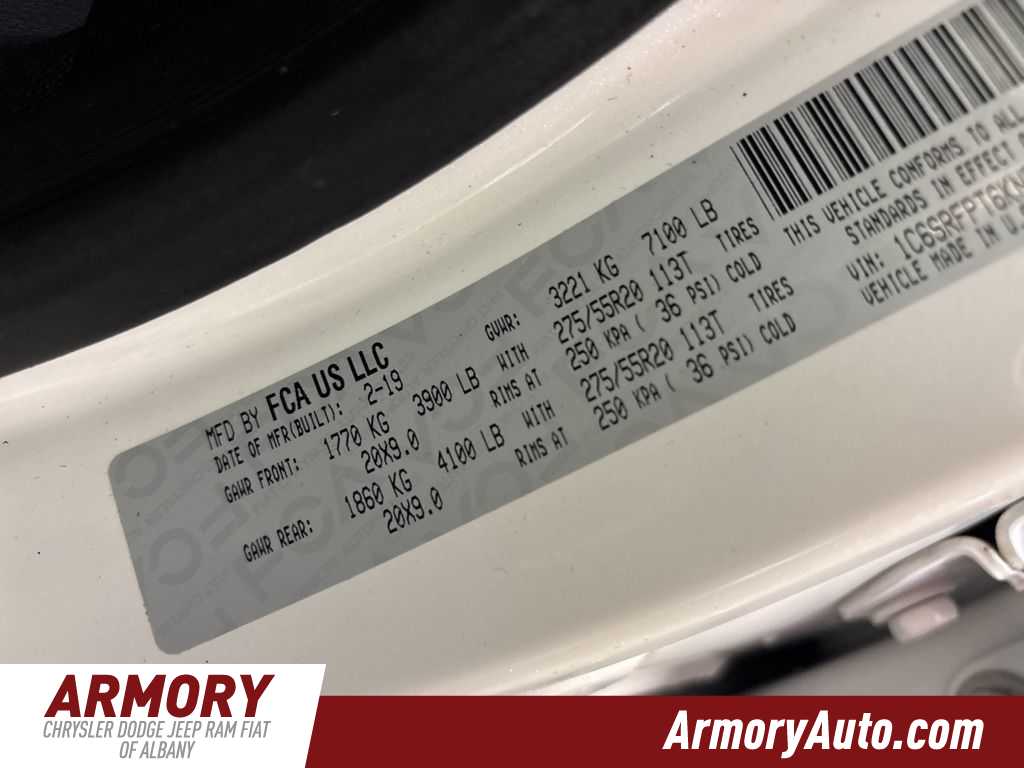 MFD BY FCA US LLC
DATE OF MFR(BUILT): 2-19
GVWR: 3221 KG 7100 LB
GAWR FRONT: 1770 KG 3900 LB WITH 275/55R20 113T TIRES
20X9.0 RIMS AT 250 KPA ( 36 PSI) COLD
GAWR REAR: 1860 KG 4100 LB WITH 275/55R20 113T TIRES
20X9.0 RIMS AT 250 KPA ( 36 PSI) COLD
THIS VEHICLE CONFORMS TO ALL
STANDARDS IN EFFECT
VIN: 1C6SRFPT6K
VEHICLE MADE IN U.S
ARMORY
CHRYSLER DODGE JEEP RAM FIAT
OF ALBANY
ArmoryAuto.com